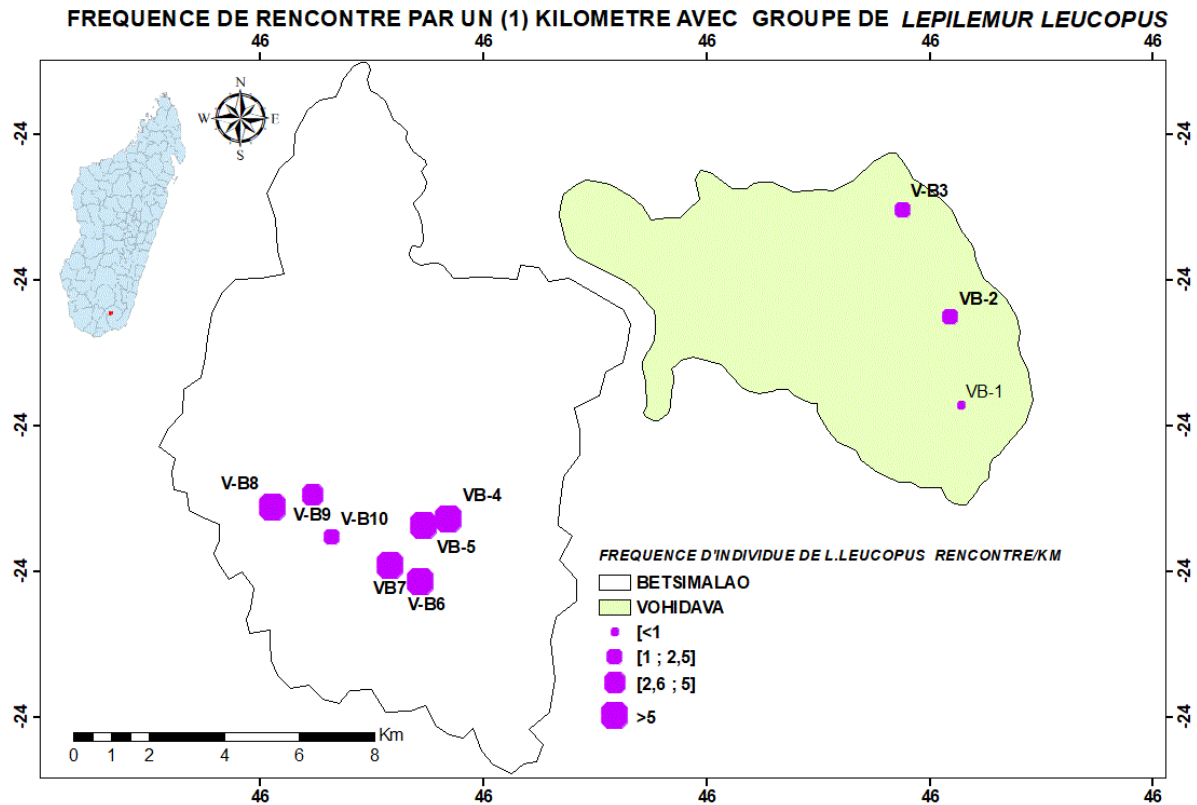 FREQUENCE DE RENCONTRE PAR UN (1) KILOMETRE AVEC GROUPE DE LEPILEMUR LEUCOPUS
46 46 46 46 46
N
W E
S
-24 -24
V-B3
-24 -24
VB-2
VB-1
-24 -24
V-B8
VB-4
V-B9
V-B10
VB-5
VB7
V-B6
-24 -24
FREQUENCE D'INDIVIDUE DE L.LEUCOPUS RENCONTRE/KM
BETSIMALAO
VOHIDAVA
[<1
[1 ; 2,5]
[2,6 ; 5]
>5
-24 -24
Km
0 1 2 4 6 8
46 46 46 46 46